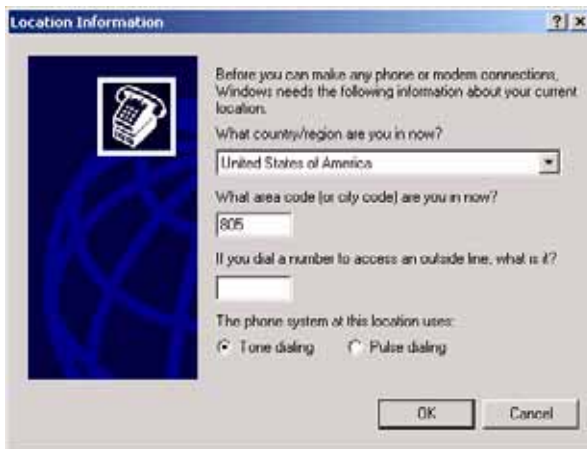 Location Information
Before you can make any phone or modem connections,
Windows needs the following information about your current
location.
What country/region are you in now?
United States of America
What area code (or city code) are you in now?
805
If you dial a number to access an outside line, what is it?
The phone system at this location uses:
Tone dialing Pulse dialing
OK Cancel